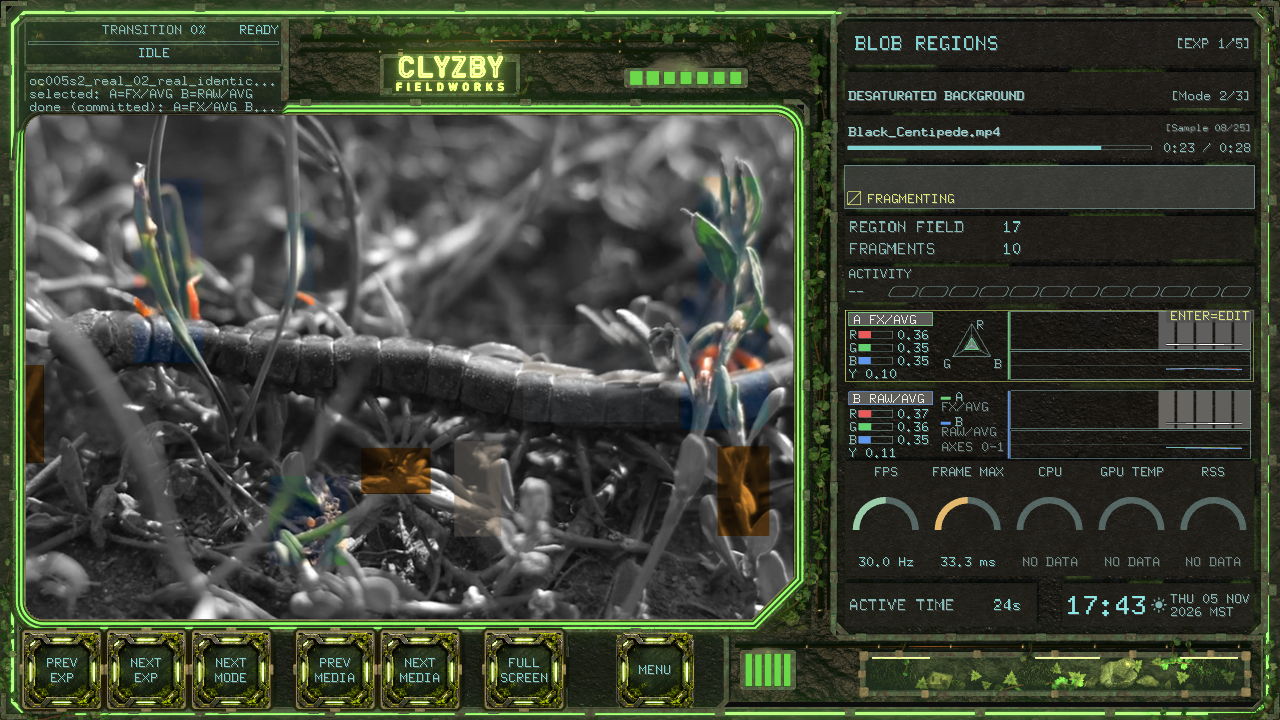 TRANSITION 0% READY
IDLE
oc005s2_real_02_real_identic...
selected: A=FX/AVG B=RAW/AVG
done (committed): A=FX/AVG B...
CLYZBY
FIELDWORKS
BLOB REGIONS [EXP 1/5]
DESATURATED BACKGROUND [Mode 2/3]
Black_Centipede.mp4 [Sample 08/25]
0:23 / 0:28
FRAGMENTING
REGION FIELD 17
FRAGMENTS 10
ACTIVITY
--
A FX/AVG
R 0.36
G 0.35
B 0.35
Y 0.10
R
G B
ENTER=EDIT
B RAW/AVG
R 0.37
G 0.36
B 0.35
Y 0.11
A
FX/AVG
B
RAW/AVG
AXES 0-1
FPS FRAME MAX CPU GPU TEMP RSS
30.0 Hz 33.3 ms NO DATA NO DATA NO DATA
ACTIVE TIME 24s
17:43 THU 05 NOV
2026 MST
PREV
EXP
NEXT
EXP
NEXT
MODE
PREV
MEDIA
NEXT
MEDIA
FULL
SCREEN
MENU